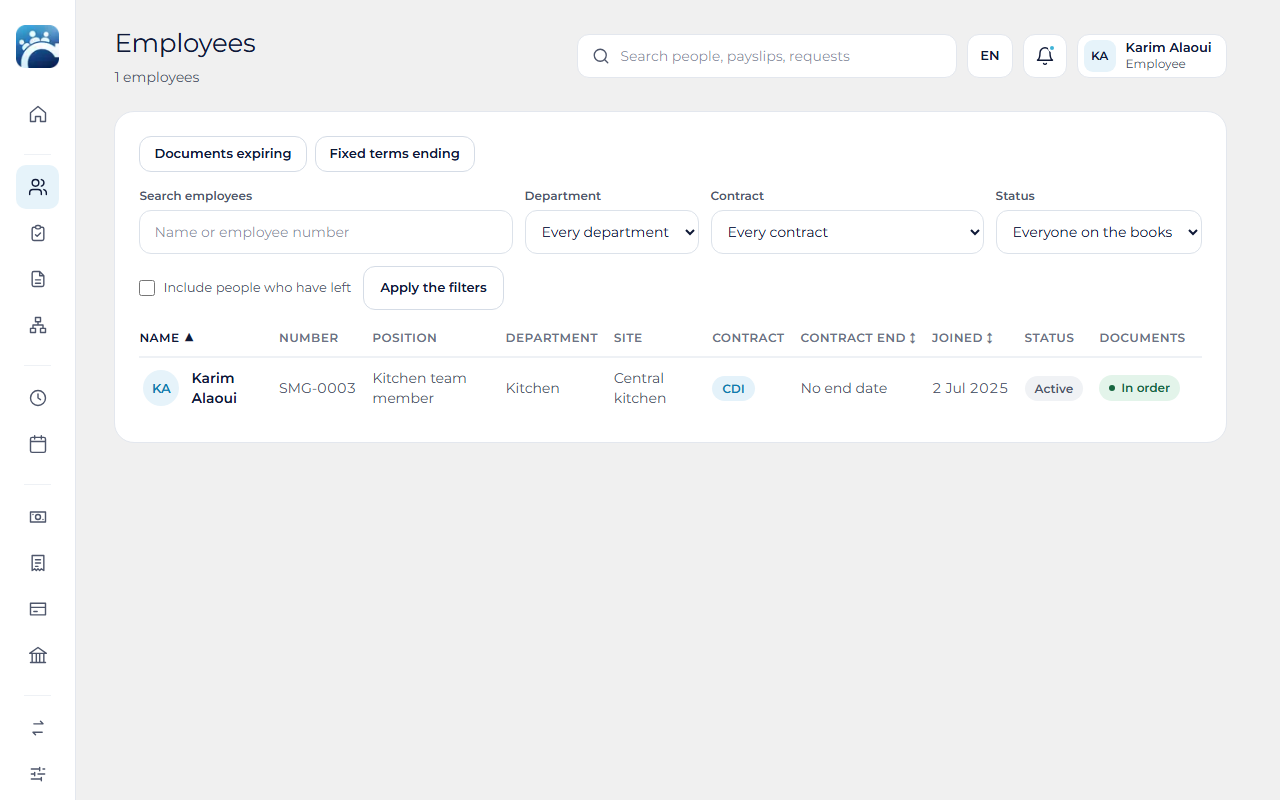 Employees
1 employees
Search people, payslips, requests
EN
KA
Karim Alaoui
Employee
Documents expiring
Fixed terms ending
Search employees
Department
Contract
Status
Name or employee number
Every department
Every contract
Everyone on the books
Include people who have left
Apply the filters
NAME ▲
NUMBER
POSITION
DEPARTMENT
SITE
CONTRACT
CONTRACT END ↕
JOINED ↕
STATUS
DOCUMENTS
KA
Karim
Alaoui
SMG-0003
Kitchen team
member
Kitchen
Central
kitchen
CDI
No end date
2 Jul 2025
Active
In order